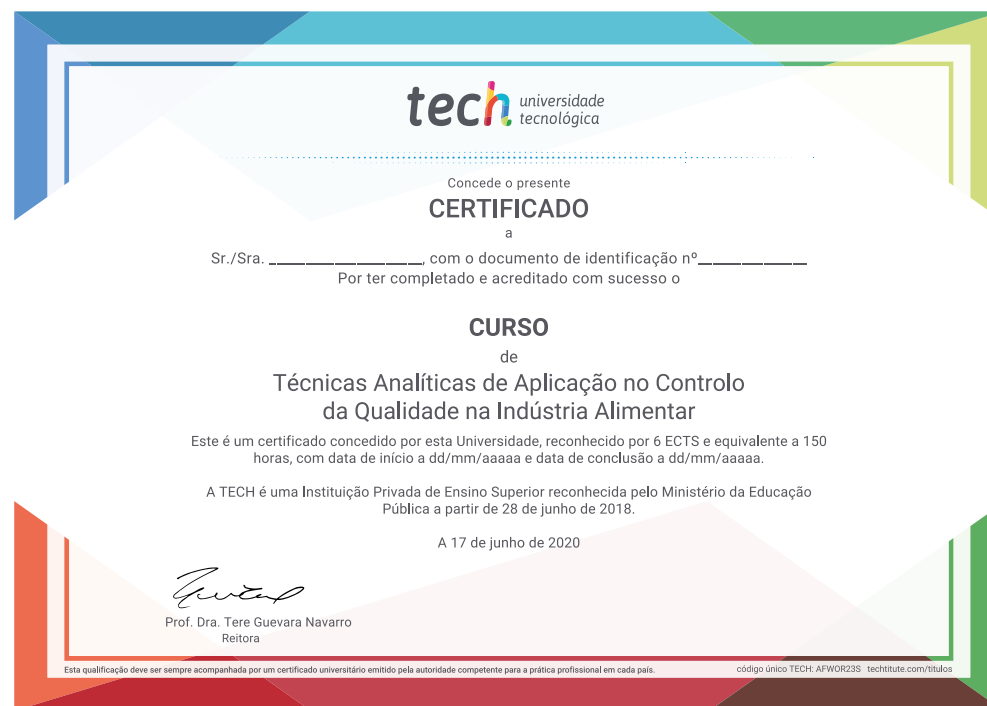 tech universidade
tecnológica
Concede o presente
CERTIFICADO
a
Sr./Sra. ____________________, com o documento de identificação nº______________
Por ter completado e acreditado com sucesso o
CURSO
de
Técnicas Analíticas de Aplicação no Controlo
da Qualidade na Indústria Alimentar
Este é um certificado concedido por esta Universidade, reconhecido por 6 ECTS e equivalente a 150
horas, com data de início a dd/mm/aaaaa e data de conclusão a dd/mm/aaaaa.
A TECH é uma Instituição Privada de Ensino Superior reconhecida pelo Ministério da Educação
Pública a partir de 28 de junho de 2018.
A 17 de junho de 2020
Prof. Dra. Tere Guevara Navarro
Reitora
Esta qualificação deve ser sempre acompanhada por um certificado universitário emitido pela autoridade competente para a prática profissional em cada país. código único TECH: AFWOR23S techtitute.com/titulos